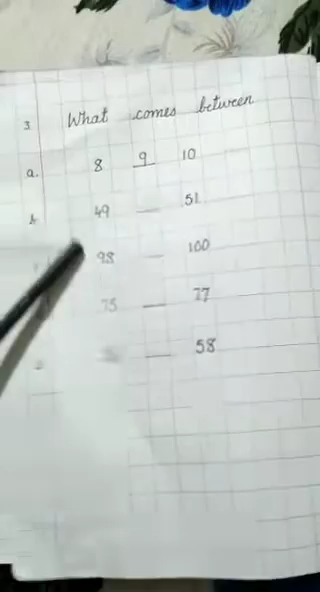 3. What comes between
a. 8 9 10
b. 49 __ 51
98 __ 100
75 __ 77
__ 58